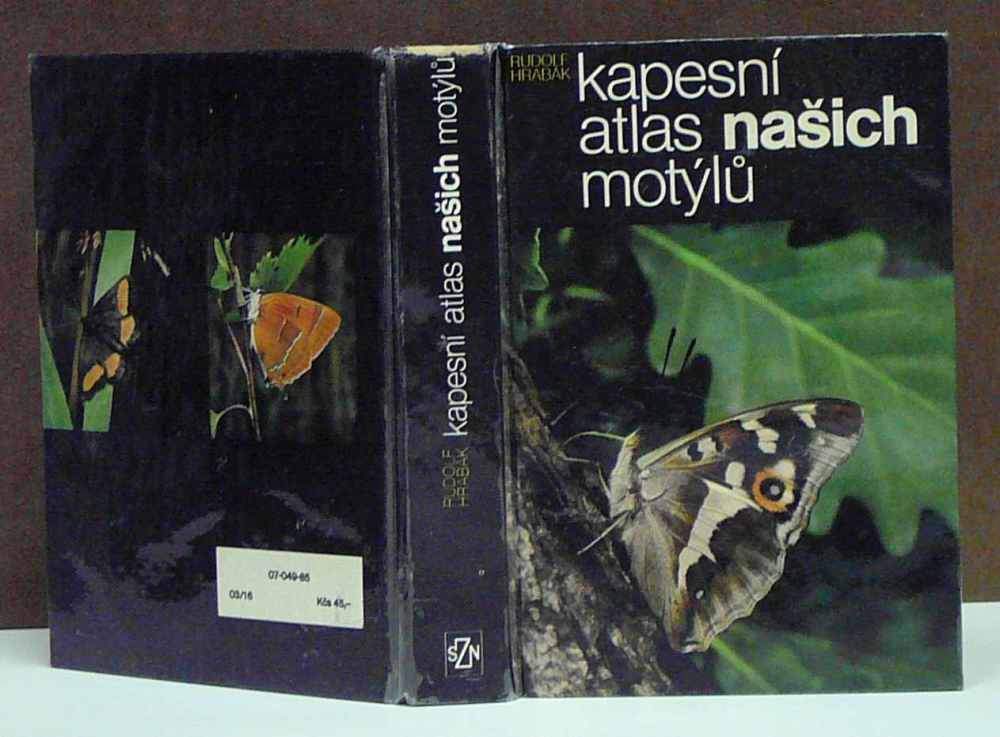 RUDOLF
HRABÁK
kapesní
atlas našich
motýlů
RUDOLF
HRABÁK
kapesní atlas našich motýlů
SZN
07-049-85
03/16
Kčs 45,-